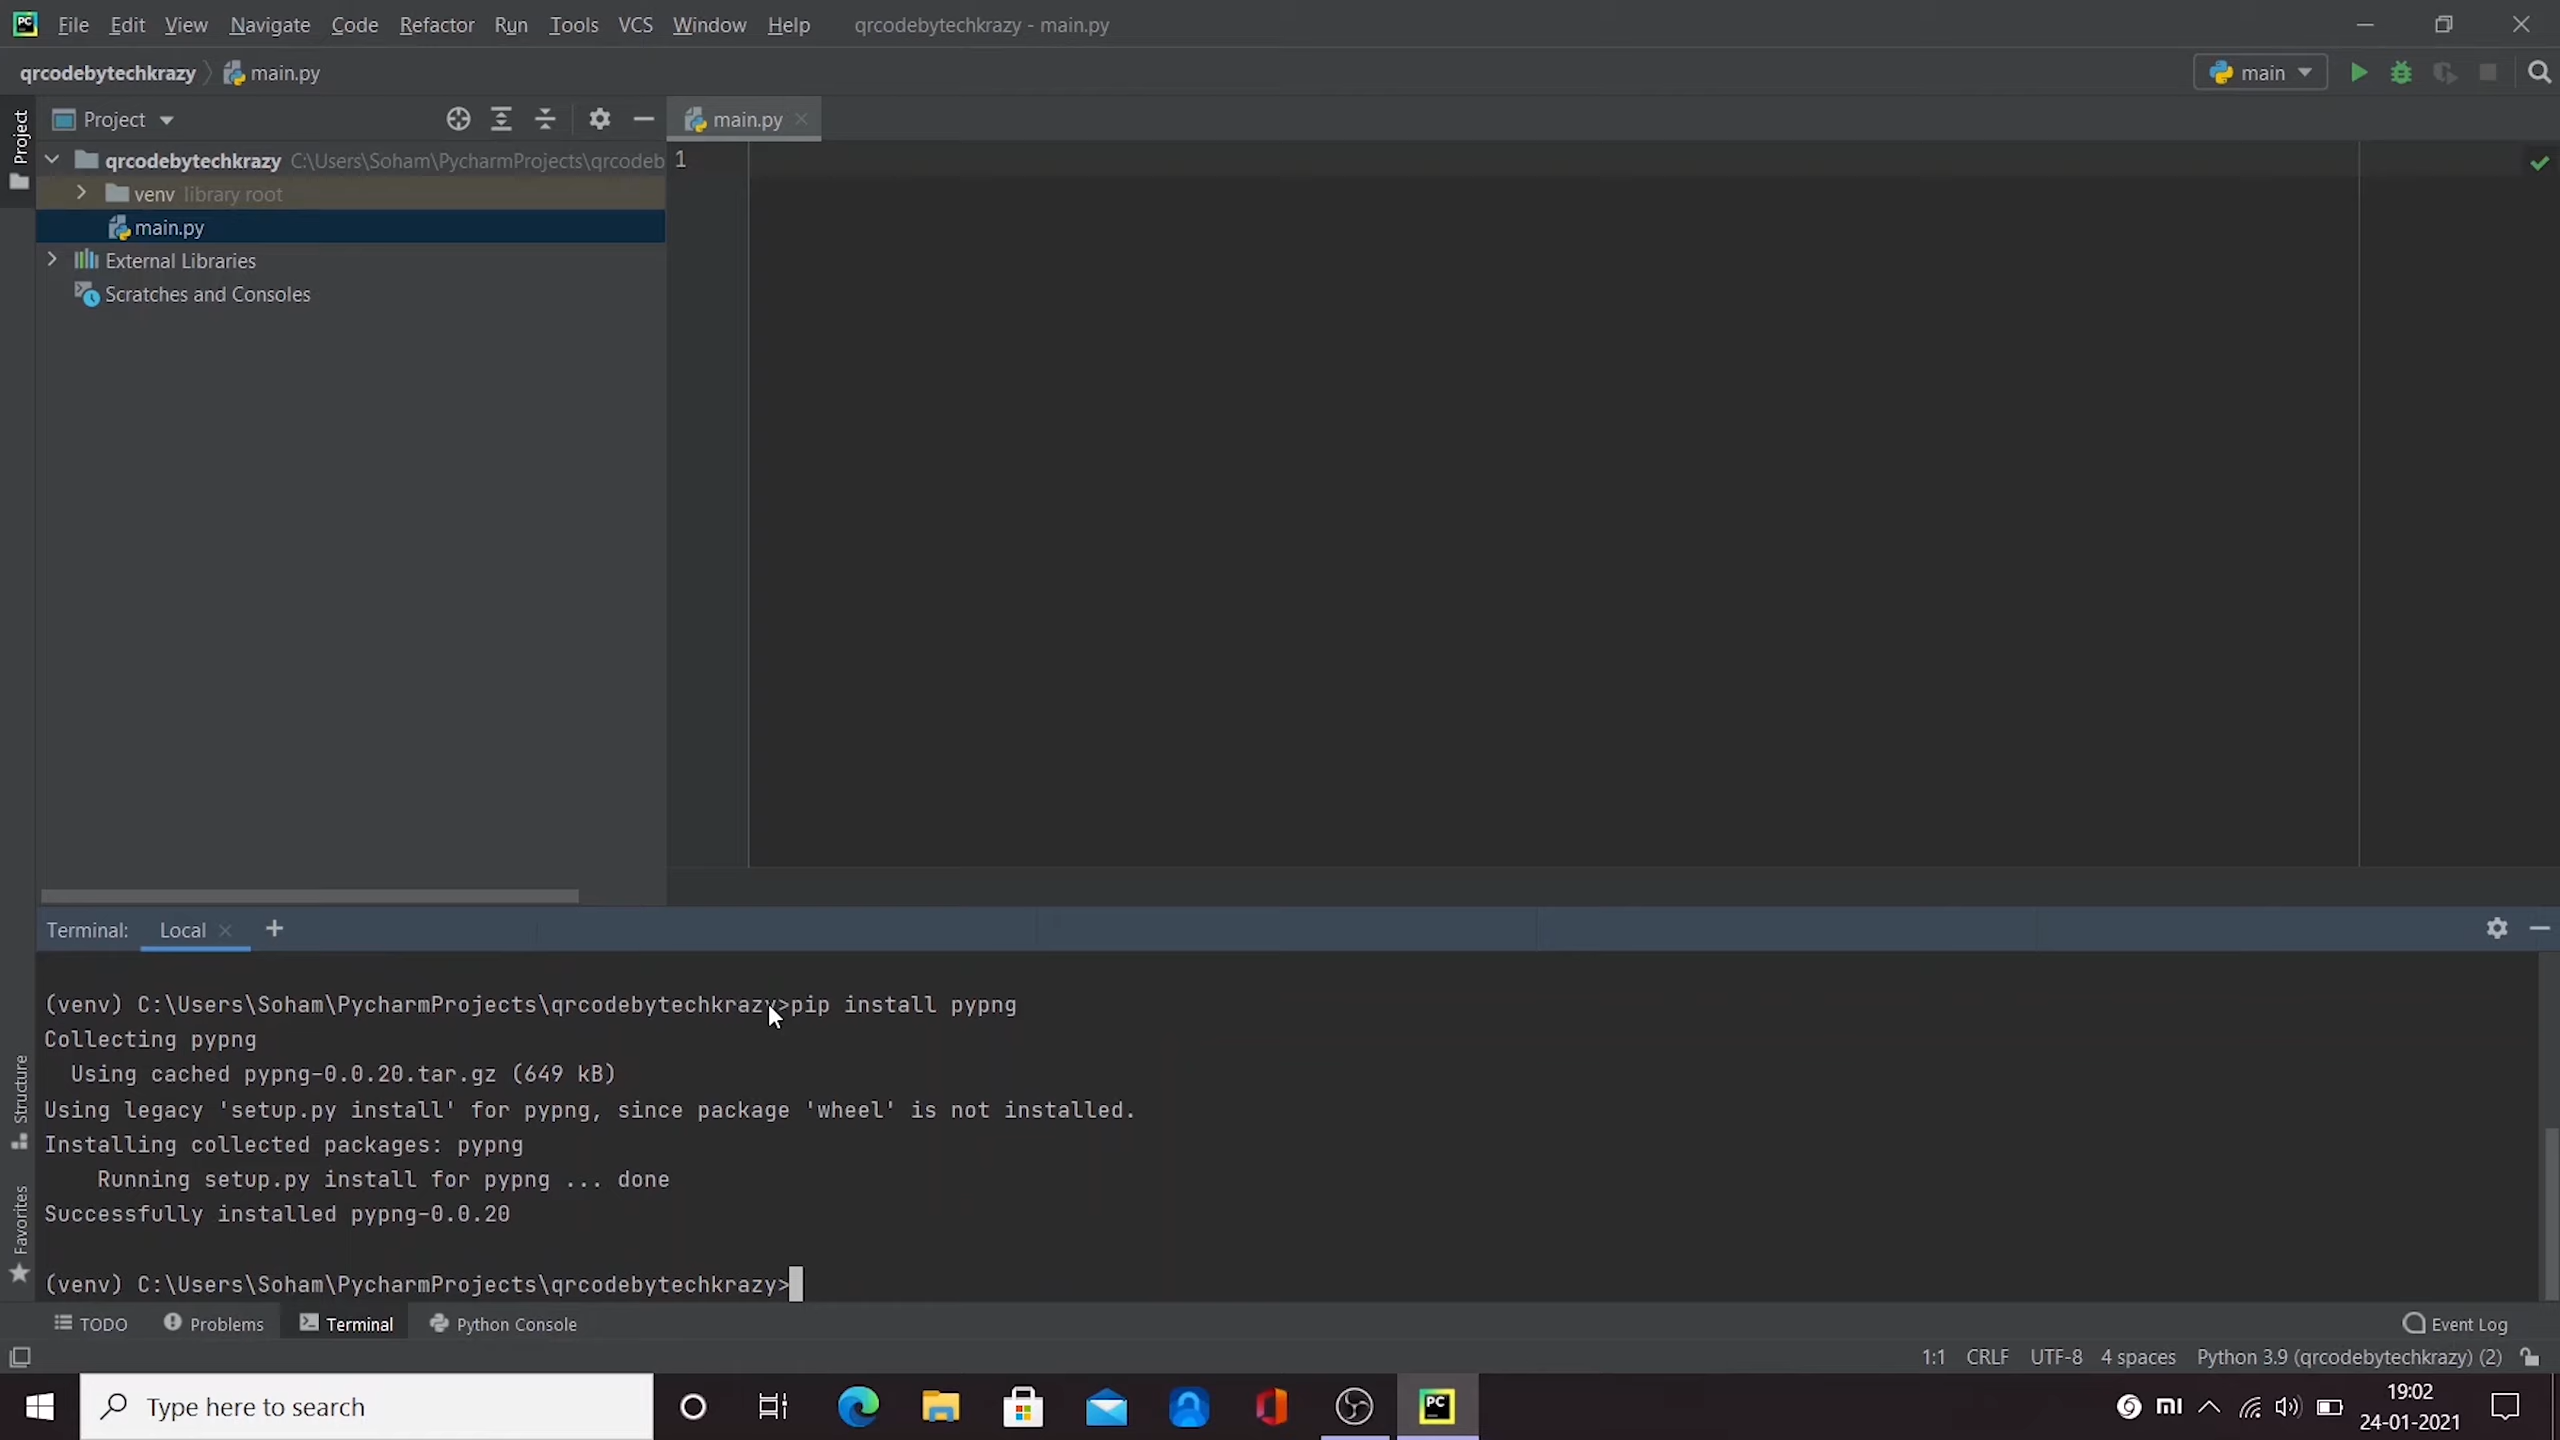 PC File Edit View Navigate Code Refactor Run Tools VCS Window Help qrcodebytechkrazy - main.py
qrcodebytechkrazy main.py main
Project
Project main.py
qrcodebytechkrazy C:\Users\Soham\PycharmProjects\qrcodeb 1
venv library root
main.py
External Libraries
Scratches and Consoles
Terminal: Local
(venv) C:\Users\Soham\PycharmProjects\qrcodebytechkrazy>pip install pypng
Collecting pypng
Using cached pypng-0.0.20.tar.gz (649 kB)
Using legacy 'setup.py install' for pypng, since package 'wheel' is not installed.
Installing collected packages: pypng
Running setup.py install for pypng ... done
Successfully installed pypng-0.0.20
(venv) C:\Users\Soham\PycharmProjects\qrcodebytechkrazy>
Structure
Favorites
TODO Problems Terminal Python Console Event Log
1:1 CRLF UTF-8 4 spaces Python 3.9 (qrcodebytechkrazy) (2)
Type here to search PC mi 19:02
24-01-2021